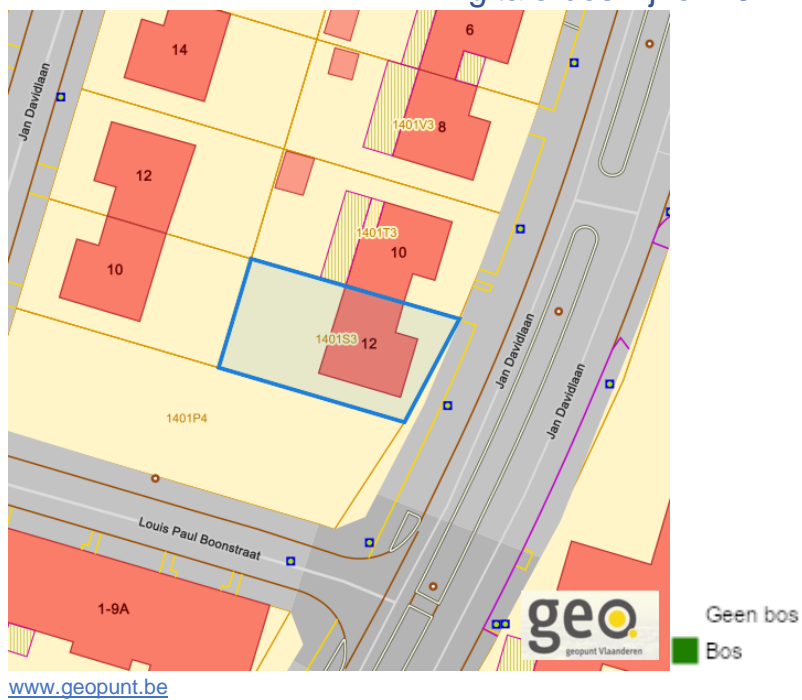 14
6
Jan Davidlaan
1401V3
8
12
1401T3
10
10
1401S3
12
Jan Davidlaan
Jan Davidlaan
1401P4
Louis Paul Boonstraat
1-9A
geo
geopunt Vlaanderen
Geen bos
Bos
www.geopunt.be